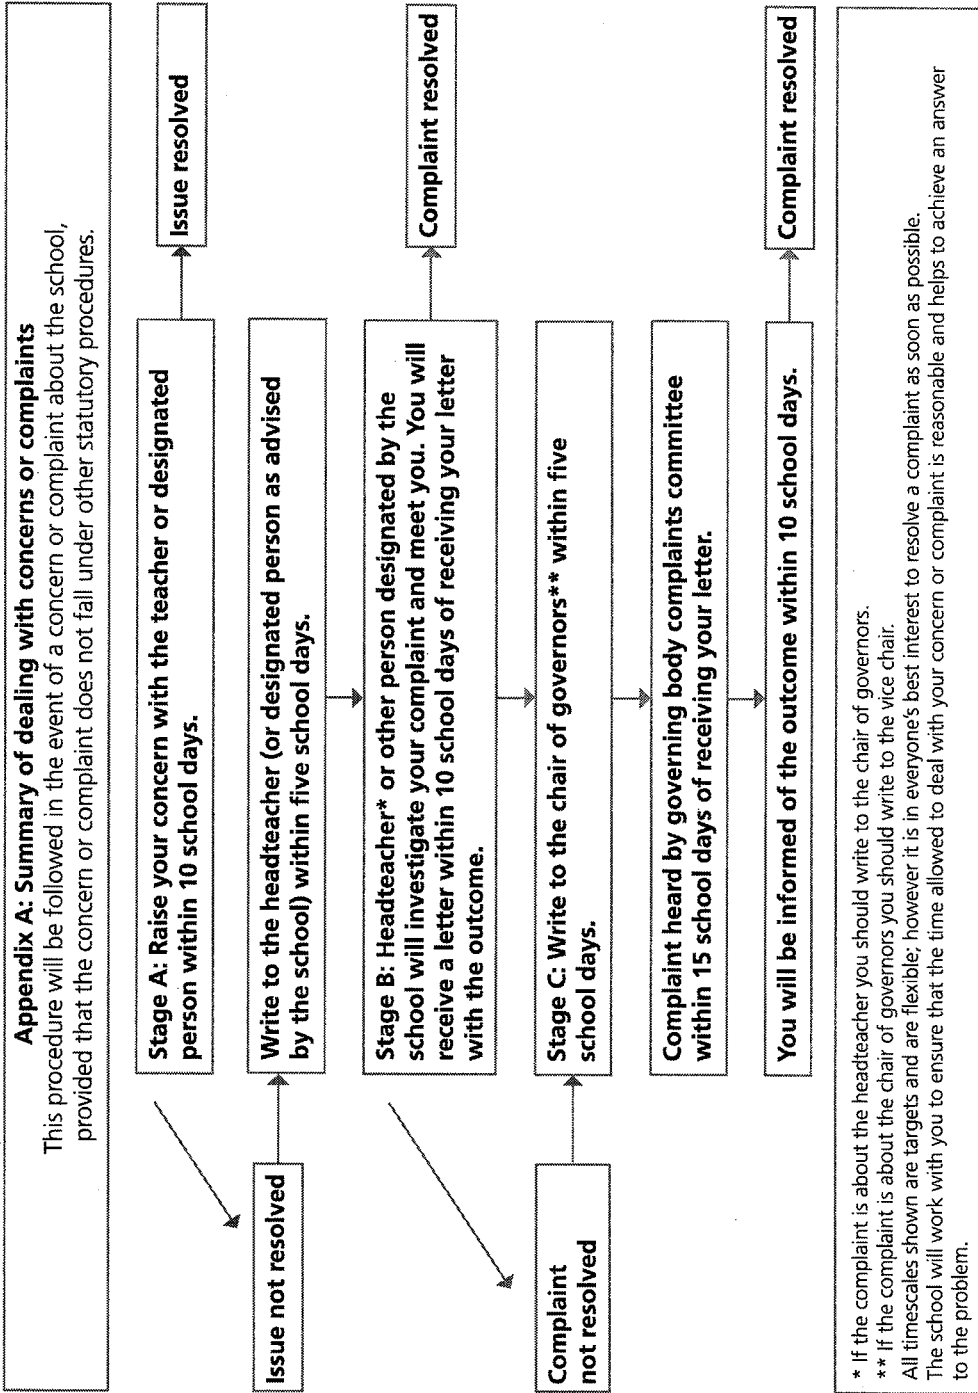 Appendix A: Summary of dealing with concerns or complaints
This procedure will be followed in the event of a concern or complaint about the school,
provided that the concern or complaint does not fall under other statutory procedures.
Stage A: Raise your concern with the teacher or designated
person within 10 school days.
Issue resolved
Issue not resolved
Write to the headteacher (or designated person as advised
by the school) within five school days.
Stage B: Headteacher* or other person designated by the
school will investigate your complaint and meet you. You will
receive a letter within 10 school days of receiving your letter
with the outcome.
Complaint resolved
Complaint
not resolved
Stage C: Write to the chair of governors** within five
school days.
Complaint heard by governing body complaints committee
within 15 school days of receiving your letter.
You will be informed of the outcome within 10 school days.
Complaint resolved
* If the complaint is about the headteacher you should write to the chair of governors.
** If the complaint is about the chair of governors you should write to the vice chair.
All timescales shown are targets and are flexible; however it is in everyone's best interest to resolve a complaint as soon as possible.
The school will work with you to ensure that the time allowed to deal with your concern or complaint is reasonable and helps to achieve an answer
to the problem.